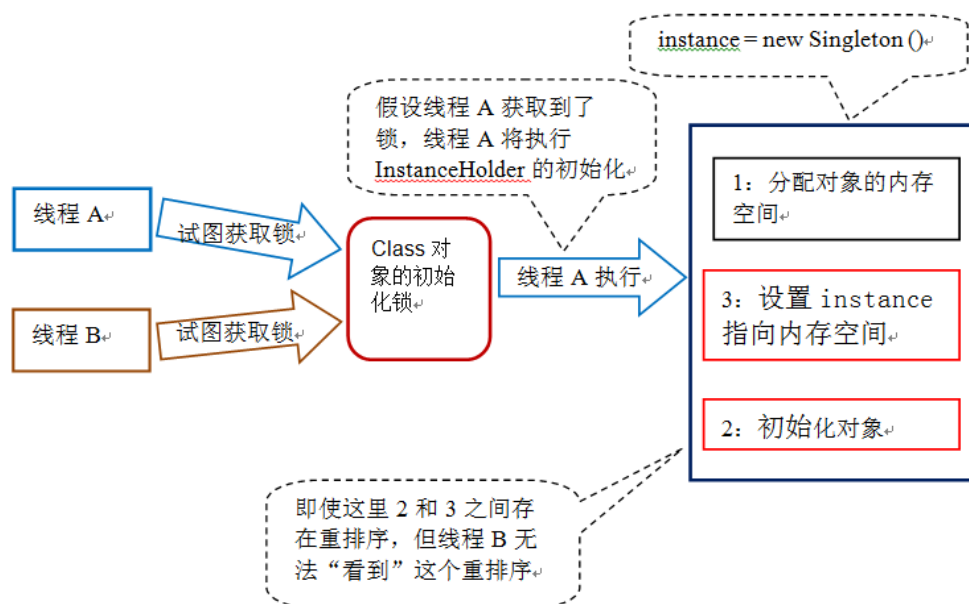 instance = new Singleton ()
假设线程 A 获取到了
锁，线程 A 将执行
InstanceHolder 的初始化
线程 A
试图获取锁
线程 B
试图获取锁
Class 对
象的初始
化锁
线程 A 执行
1：分配对象的内存
空间
3：设置 instance
指向内存空间
2：初始化对象
即使这里 2 和 3 之间存
在重排序，但线程 B 无
法“看到”这个重排序